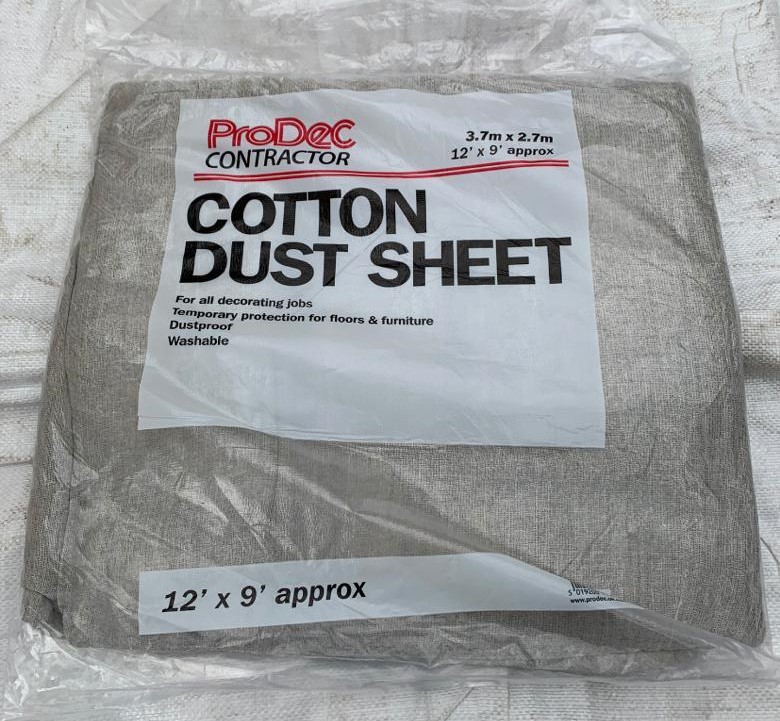 ProDec
CONTRACTOR
3.7m x 2.7m
12' x 9' approx
COTTON
DUST SHEET
For all decorating jobs
Temporary protection for floors & furniture
Dustproof
Washable
12' x 9' approx